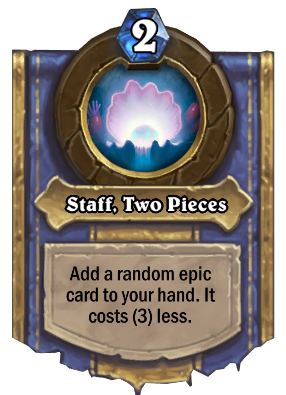 2
Staff, Two Pieces
Add a random epic
card to your hand. It
costs (3) less.